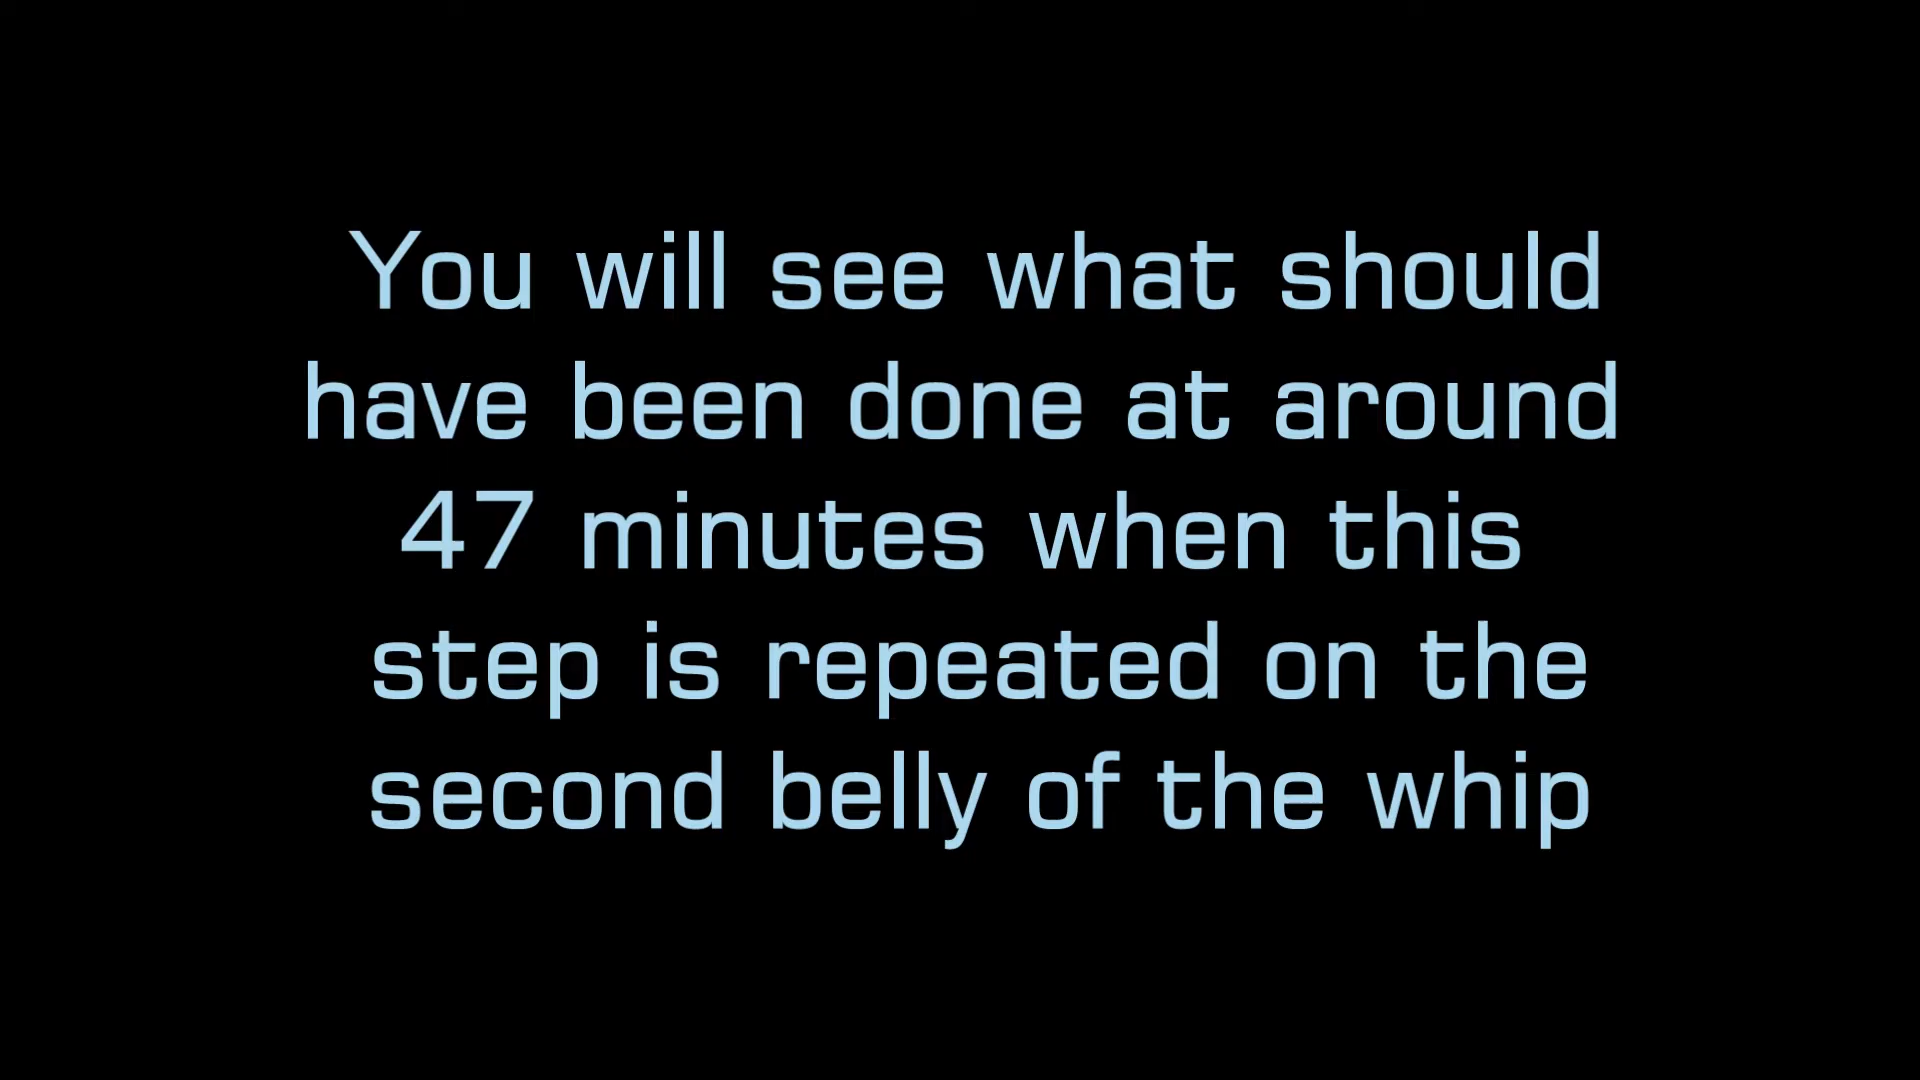 You will see what should
have been done at around
47 minutes when this
step is repeated on the
second belly of the whip